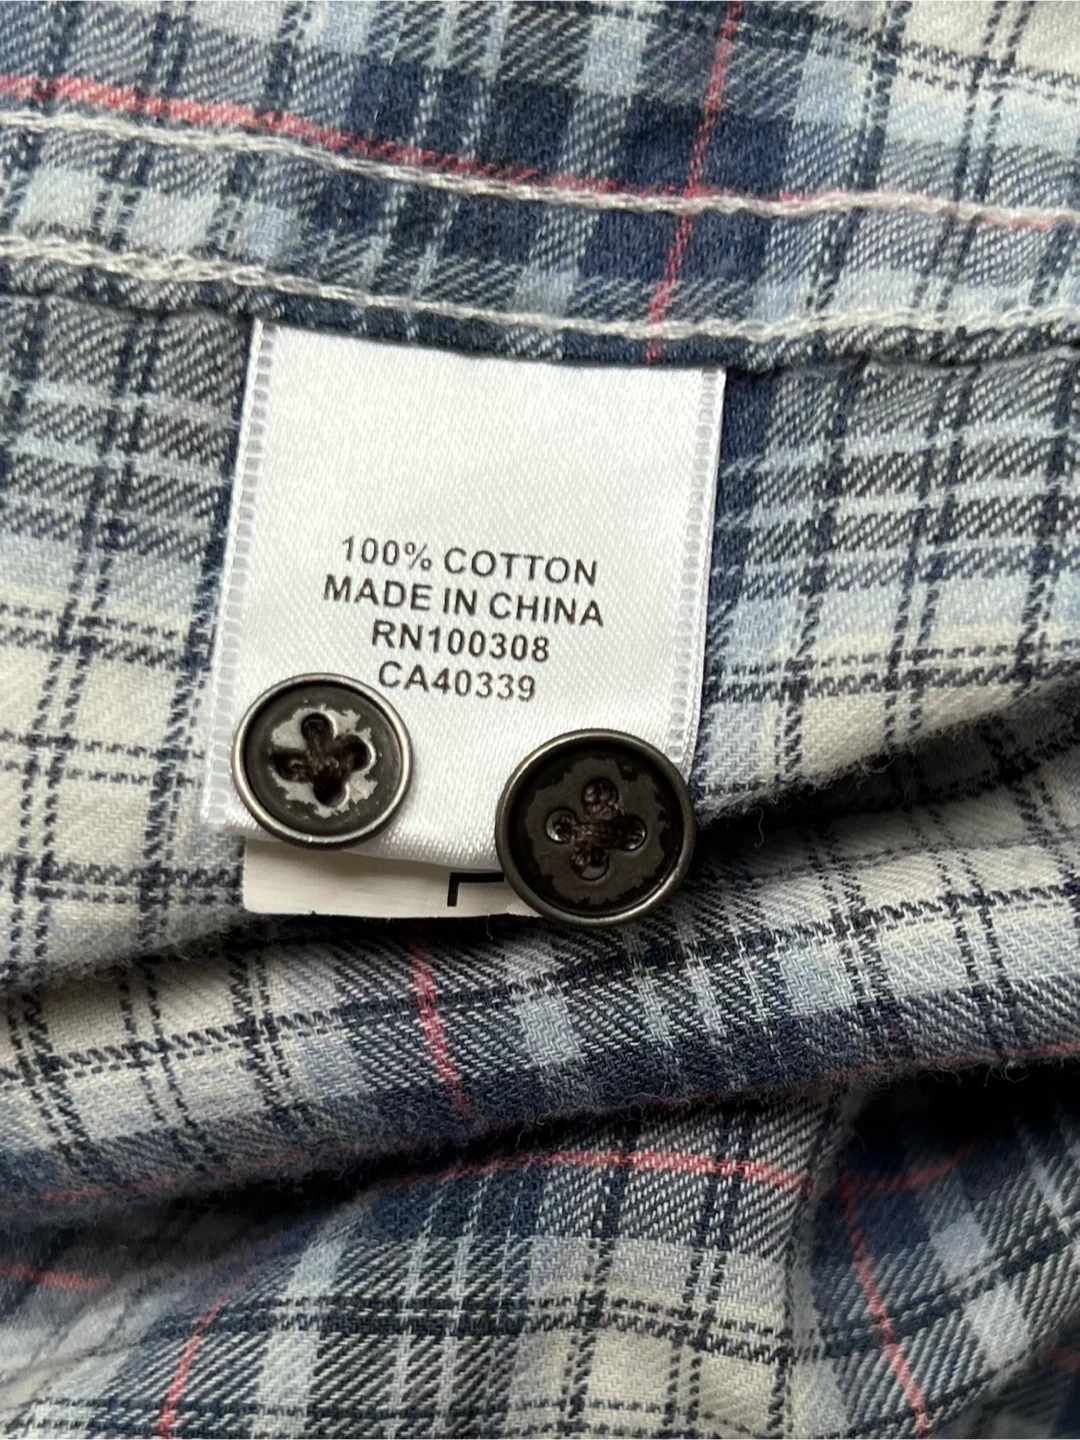 100% COTTON
MADE IN CHINA
RN100308
CA40339